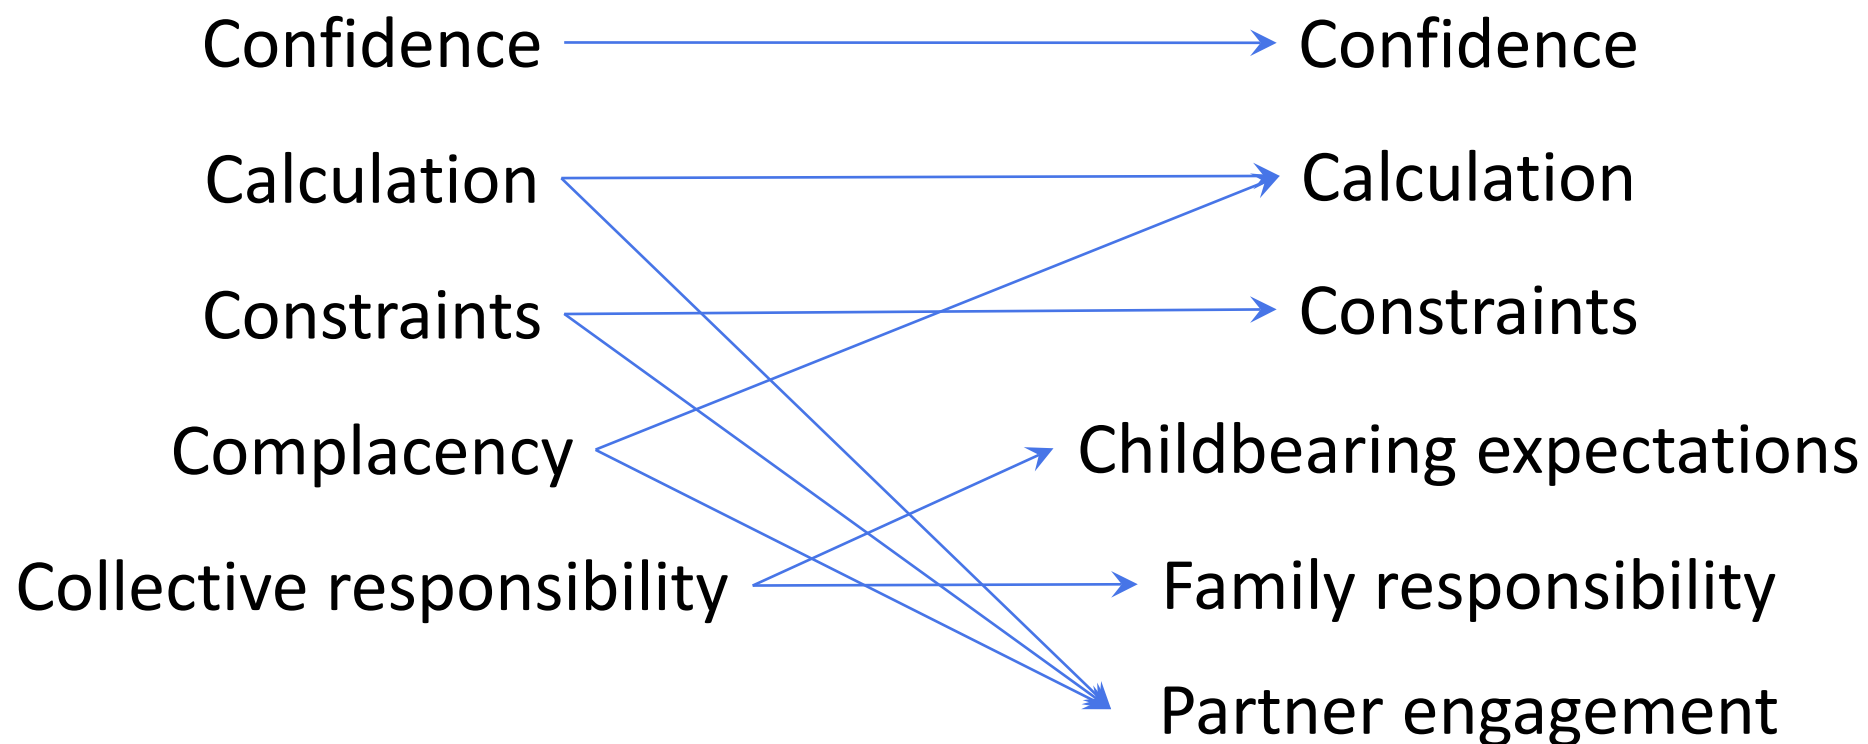 Confidence
Confidence
Calculation
Calculation
Constraints
Constraints
Complacency
Childbearing expectations
Collective responsibility
Family responsibility
Partner engagement